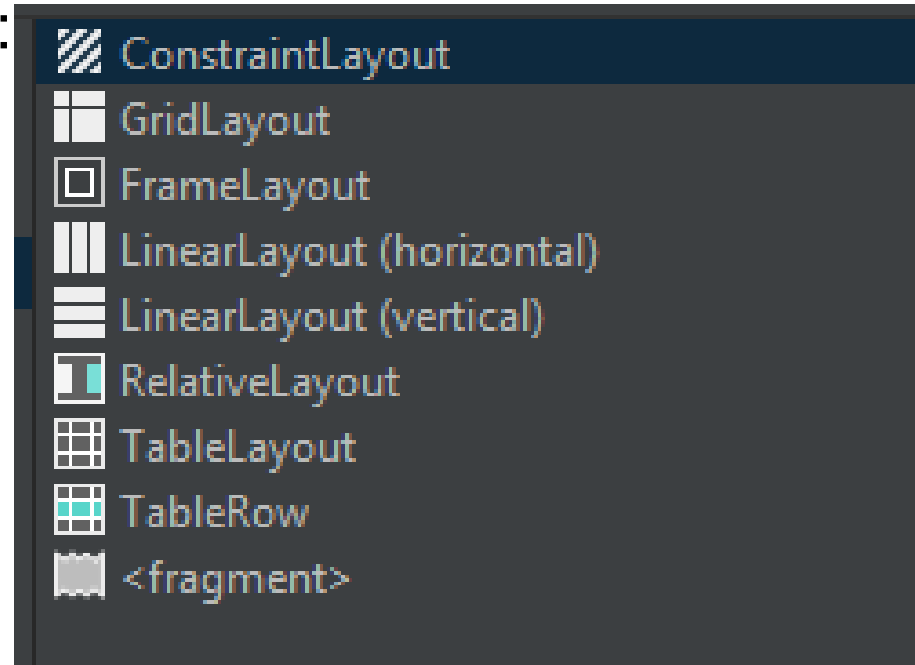 :
ConstraintLayout
GridLayout
FrameLayout
LinearLayout (horizontal)
LinearLayout (vertical)
RelativeLayout
TableLayout
TableRow
<fragment>